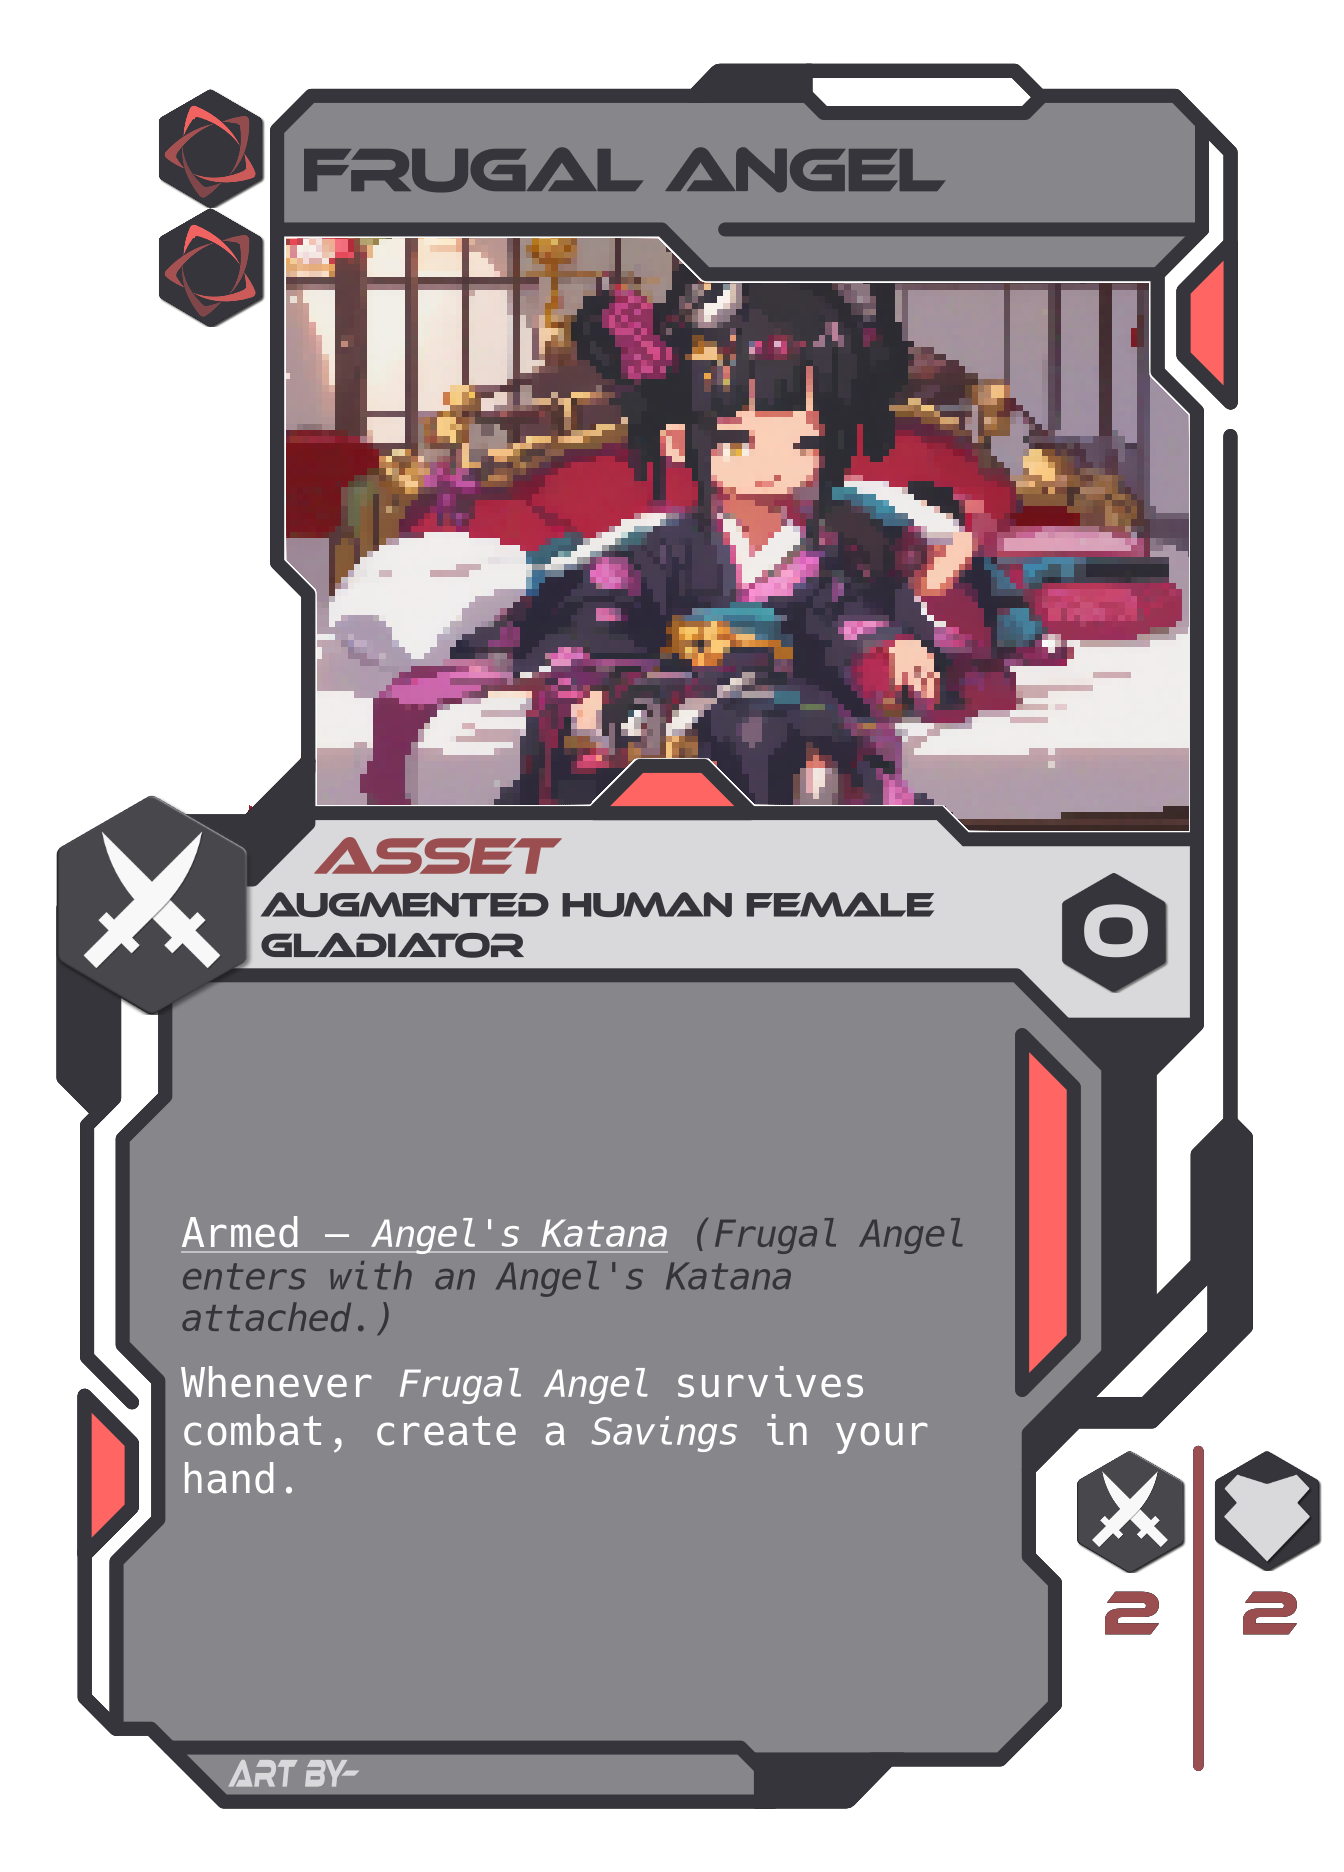 FRUGAL ANGEL
ASSET
AUGMENTED HUMAN FEMALE
GLADIATOR
0
Armed – Angel's Katana (Frugal Angel
enters with an Angel's Katana
attached.)
Whenever Frugal Angel survives
combat, create a Savings in your
hand.
2 2
ART BY-